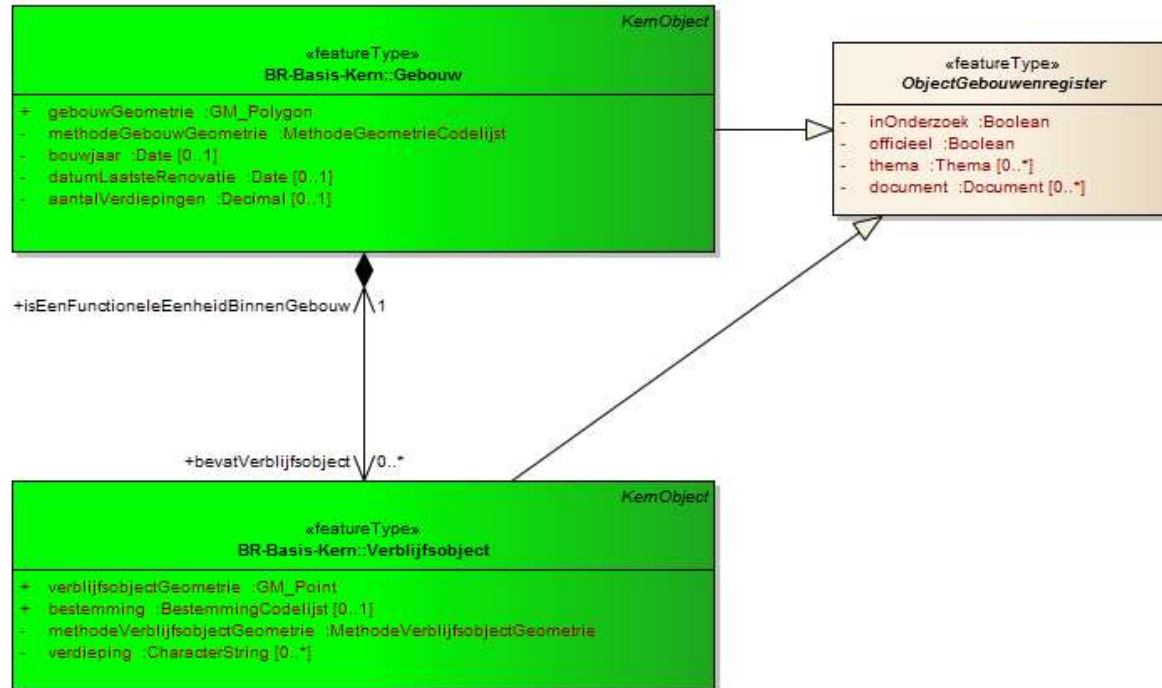 KernObject
«featureType»
BR-Basis-Kern::Gebouw
+ gebouwGeometrie :GM_Polygon
- methodeGebouwGeometrie :MethodeGeometrieCodelijst
- bouwjaar :Date [0..1]
- datumLaatsteRenovatie :Date [0..1]
- aantalVerdiepingen :Decimal [0..1]
«featureType»
ObjectGebouwenregister
- inOnderzoek :Boolean
- officieel :Boolean
- thema :Thema [0..*]
- document :Document [0..*]
+isEenFunctioneleEenheidBinnenGebouw 1
+bevatVerblijfsobject 0..*
KernObject
«featureType»
BR-Basis-Kern::Verblijfsobject
+ verblijfsobjectGeometrie :GM_Point
+ bestemming :BestemmingCodelijst [0..1]
- methodeVerblijfsobjectGeometrie :MethodeVerblijfsobjectGeometrie
- verdieping :CharacterString [0..*]